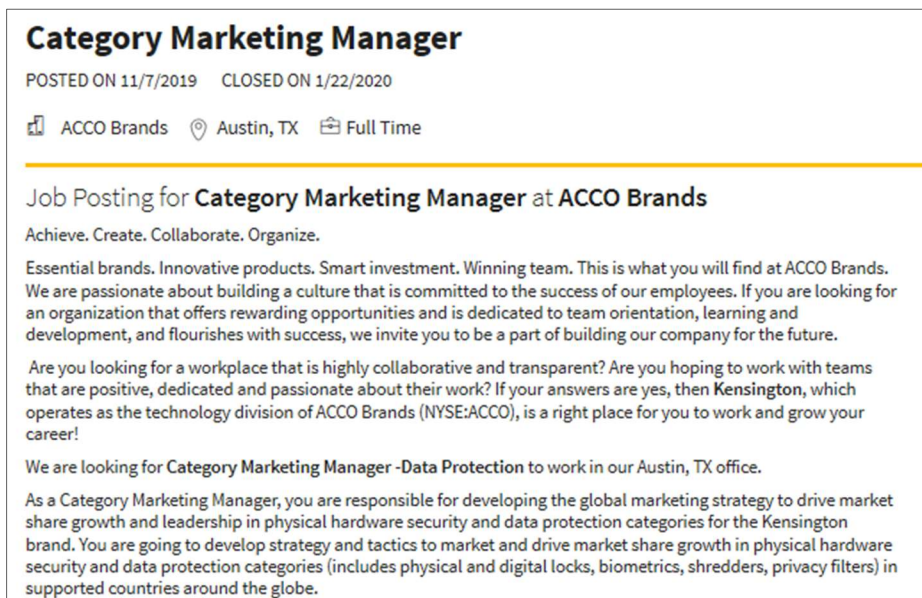 Category Marketing Manager
POSTED ON 11/7/2019 CLOSED ON 1/22/2020
ACCO Brands Austin, TX Full Time
Job Posting for Category Marketing Manager at ACCO Brands
Achieve. Create. Collaborate. Organize.
Essential brands. Innovative products. Smart investment. Winning team. This is what you will find at ACCO Brands.
We are passionate about building a culture that is committed to the success of our employees. If you are looking for
an organization that offers rewarding opportunities and is dedicated to team orientation, learning and
development, and flourishes with success, we invite you to be a part of building our company for the future.
Are you looking for a workplace that is highly collaborative and transparent? Are you hoping to work with teams
that are positive, dedicated and passionate about their work? If your answers are yes, then Kensington, which
operates as the technology division of ACCO Brands (NYSE:ACCO), is a right place for you to work and grow your
career!
We are looking for Category Marketing Manager -Data Protection to work in our Austin, TX office.
As a Category Marketing Manager, you are responsible for developing the global marketing strategy to drive market
share growth and leadership in physical hardware security and data protection categories for the Kensington
brand. You are going to develop strategy and tactics to market and drive market share growth in physical hardware
security and data protection categories (includes physical and digital locks, biometrics, shredders, privacy filters) in
supported countries around the globe.